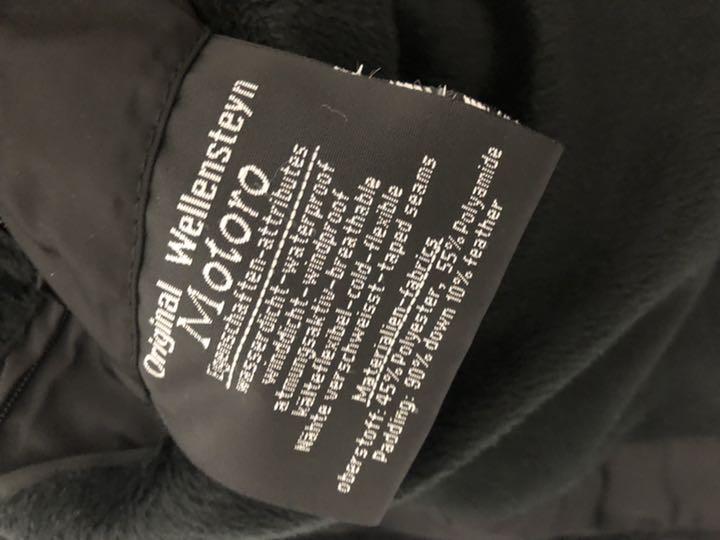 Original Wellensteyn
Motoro
Eigenschaften-attributes
wasserdicht-waterproof
winddicht-windproof
atmungsaktiv-breathable
kälteflexibel-cold-flexible
Nähte verschweisst-taped seams
Materialien-fabrics
oberstoff: 45% Polyester, 55% Polyamide
Padding: 90% down 10% feather